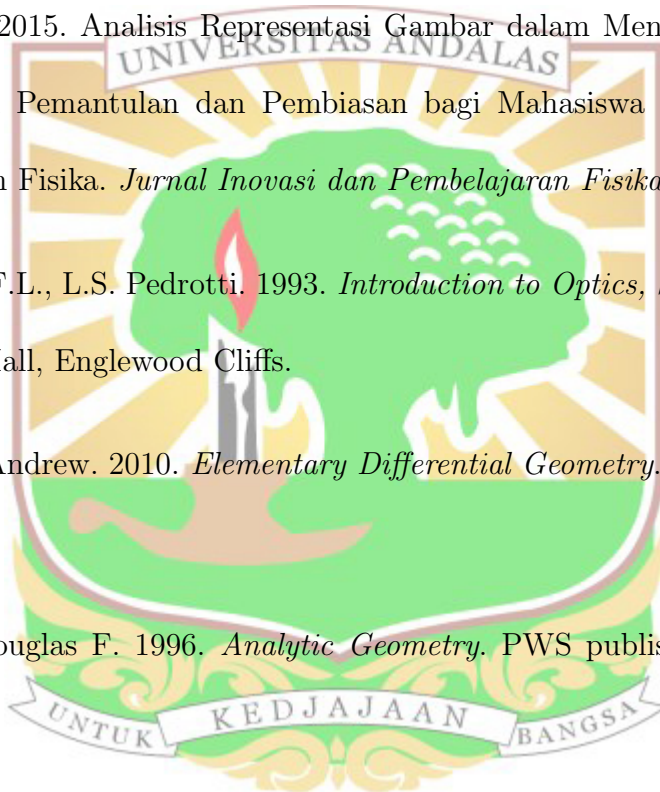 2015. Analisis Representasi Gambar dalam Men
UNIVERSITAS ANDALAS
Pemantulan dan Pembiasan bagi Mahasiswa
n Fisika. Jurnal Inovasi dan Pembelajaran Fisika
F.L., L.S. Pedrotti. 1993. Introduction to Optics,
all, Englewood Cliffs.
Andrew. 2010. Elementary Differential Geometry.
ouglas F. 1996. Analytic Geometry. PWS publis
UNTUK KEDJAJAAN BANGSA